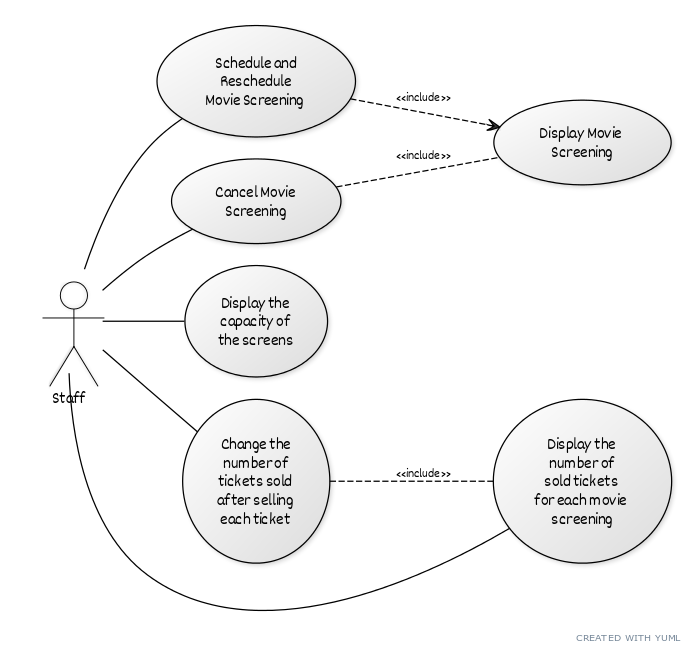 Schedule and
Reschedule
Movie Screening
<<include>>
Display Movie
Screening
<<include>>
Cancel Movie
Screening
Display the
capacity of
the screens
Staff
Change the
number of
tickets sold
after selling
each ticket
<<include>>
Display the
number of
sold tickets
for each movie
screening
CREATED WITH YUML